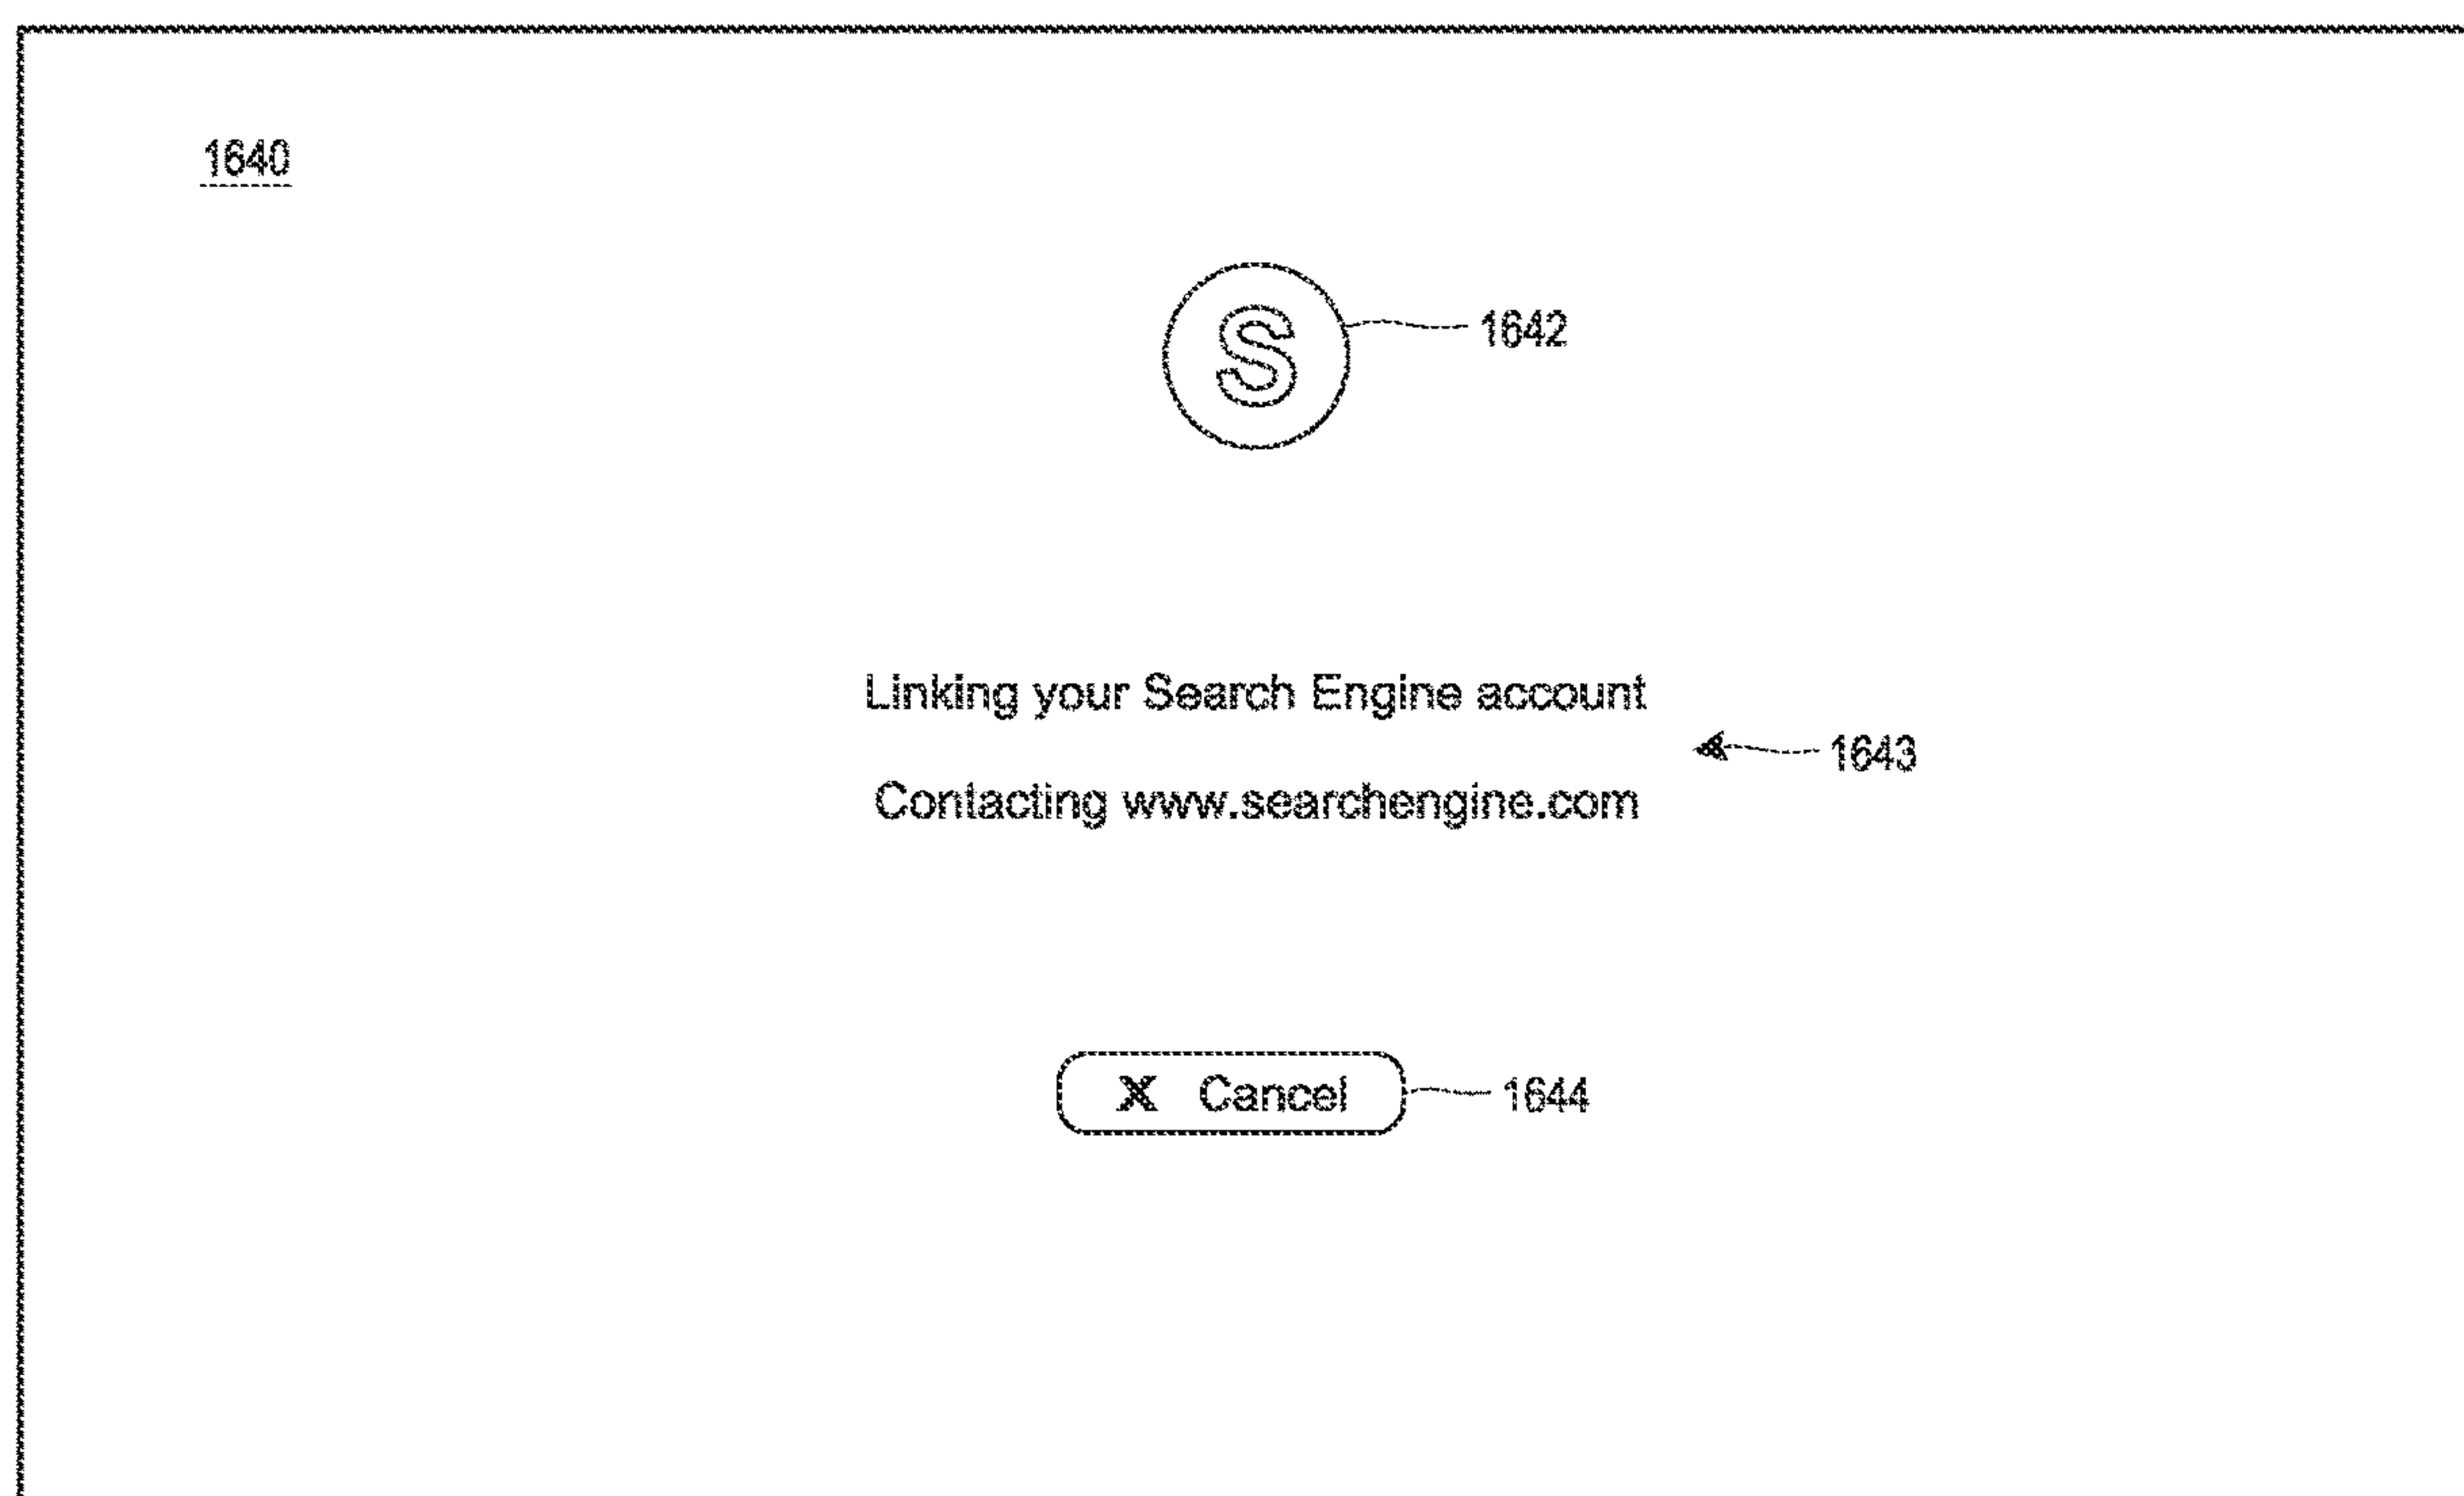 1640
S
1642
Linking your Search Engine account
1643
Contacting www.searchengine.com
X Cancel
1644